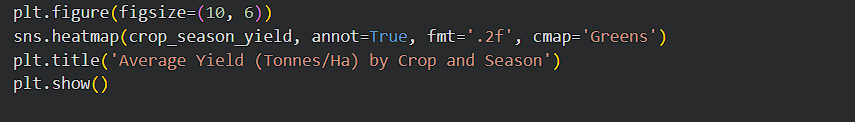 plt.figure(figsize=(10, 6))
sns.heatmap(crop_season_yield, annot=True, fmt='.2f', cmap='Greens')
plt.title('Average Yield (Tonnes/Ha) by Crop and Season')
plt.show()